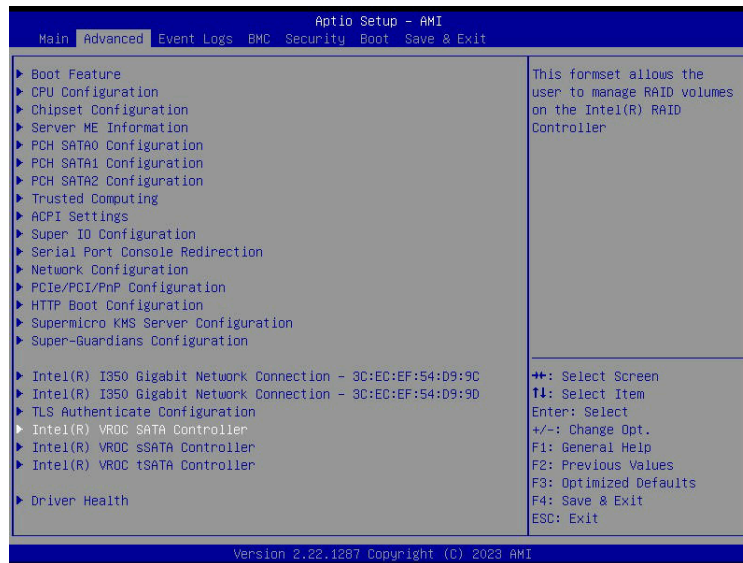 Aptio Setup - AMI
Main Advanced Event Logs BMC Security Boot Save & Exit
Boot Feature
CPU Configuration
Chipset Configuration
Server ME Information
PCH SATA0 Configuration
PCH SATA1 Configuration
PCH SATA2 Configuration
Trusted Computing
ACPI Settings
Super IO Configuration
Serial Port Console Redirection
Network Configuration
PCIe/PCI/PnP Configuration
HTTP Boot Configuration
Supermicro KMS Server Configuration
Super-Guardians Configuration
Intel(R) I350 Gigabit Network Connection - 3C:EC:EF:54:D9:9C
Intel(R) I350 Gigabit Network Connection - 3C:EC:EF:54:D9:9D
TLS Authenticate Configuration
Intel(R) VROC SATA Controller
Intel(R) VROC sSATA Controller
Intel(R) VROC tSATA Controller
Driver Health
This formset allows the
user to manage RAID volumes
on the Intel(R) RAID
Controller
→←: Select Screen
↑↓: Select Item
Enter: Select
+/-: Change Opt.
F1: General Help
F2: Previous Values
F3: Optimized Defaults
F4: Save & Exit
ESC: Exit
Version 2.22.1287 Copyright (C) 2023 AMI